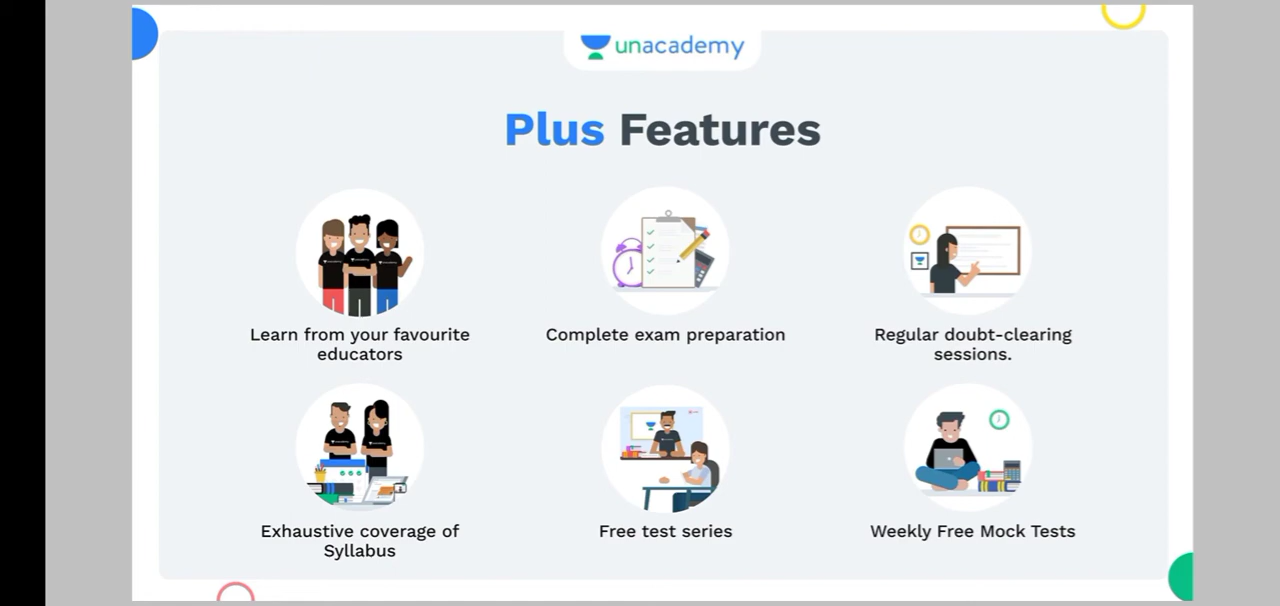 unacademy
Plus Features
Learn from your favourite
educators
Complete exam preparation
Regular doubt-clearing
sessions.
Exhaustive coverage of
Syllabus
Free test series
Weekly Free Mock Tests